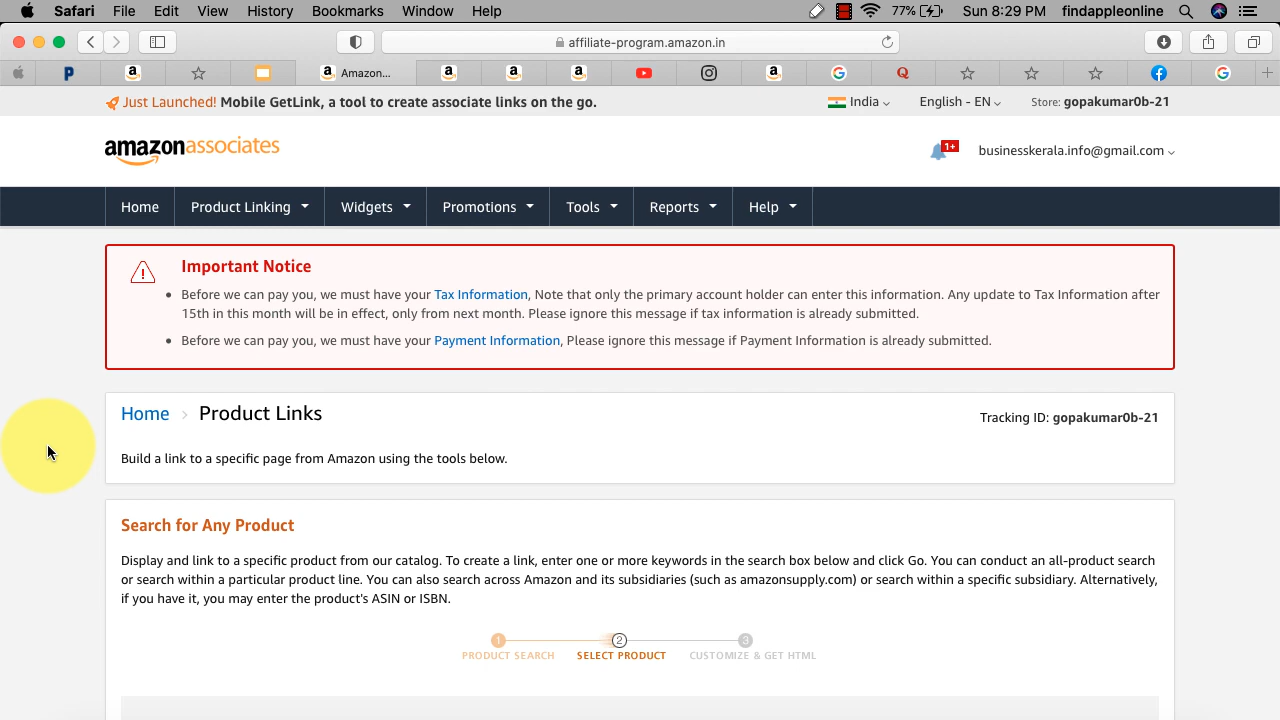 Safari File Edit View History Bookmarks Window Help 77% Sun 8:29 PM findappleonline
affiliate-program.amazon.in
Amazon...
Just Launched! Mobile GetLink, a tool to create associate links on the go. India English - EN Store: gopakumar0b-21
amazonassociates 1+ businesskerala.info@gmail.com
Home Product Linking Widgets Promotions Tools Reports Help
Important Notice
Before we can pay you, we must have your Tax Information, Note that only the primary account holder can enter this information. Any update to Tax Information after
15th in this month will be in effect, only from next month. Please ignore this message if tax information is already submitted.
Before we can pay you, we must have your Payment Information, Please ignore this message if Payment Information is already submitted.
Home › Product Links Tracking ID: gopakumar0b-21
Build a link to a specific page from Amazon using the tools below.
Search for Any Product
Display and link to a specific product from our catalog. To create a link, enter one or more keywords in the search box below and click Go. You can conduct an all-product search
or search within a particular product line. You can also search across Amazon and its subsidiaries (such as amazonsupply.com) or search within a specific subsidiary. Alternatively,
if you have it, you may enter the product's ASIN or ISBN.
1 2 3
PRODUCT SEARCH SELECT PRODUCT CUSTOMIZE & GET HTML